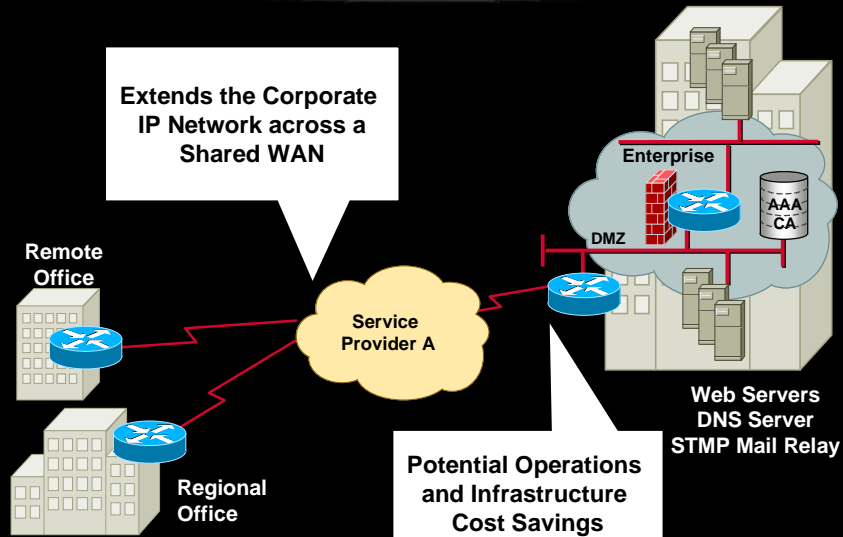 Extends the Corporate
IP Network across a
Shared WAN
Enterprise
AAA
CA
DMZ
Remote
Office
Service
Provider A
Web Servers
DNS Server
STMP Mail Relay
Regional
Office
Potential Operations
and Infrastructure
Cost Savings